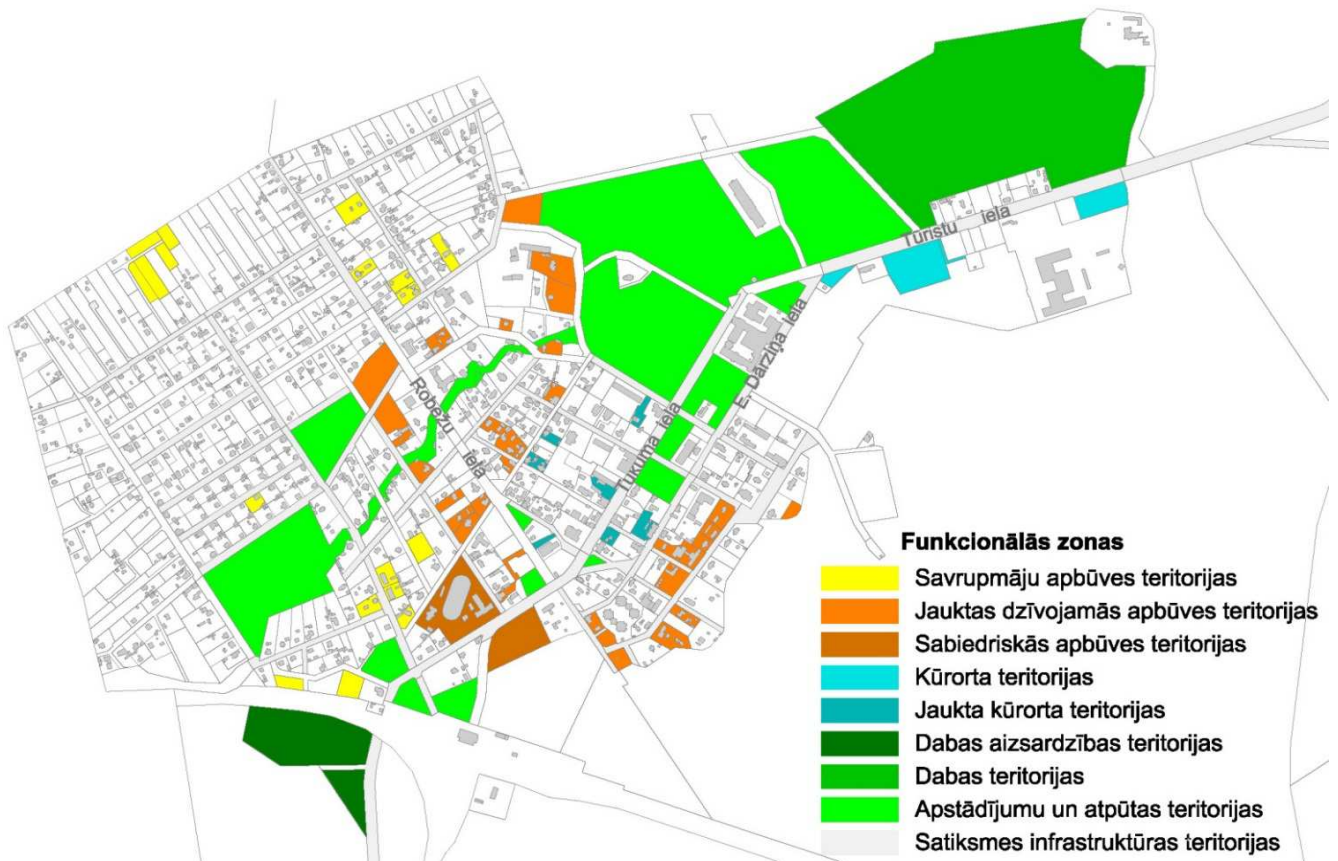 Tūristu iela
E. Dārziņa iela
Tukuma iela
Robežu iela
Funkcionālās zonas
Savrupmāju apbūves teritorijas
Jauktas dzīvojamās apbūves teritorijas
Sabiedriskās apbūves teritorijas
Kūrorta teritorijas
Jaukta kūrorta teritorijas
Dabas aizsardzības teritorijas
Dabas teritorijas
Apstādījumu un atpūtas teritorijas
Satiksmes infrastruktūras teritorijas